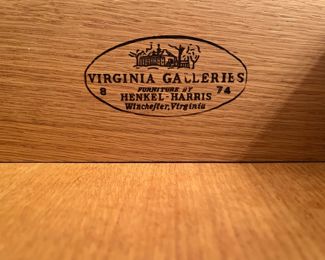 VIRGINIA GALLERIES
8 FURNITURE BY 74
HENKEL-HARRIS
Winchester, Virginia